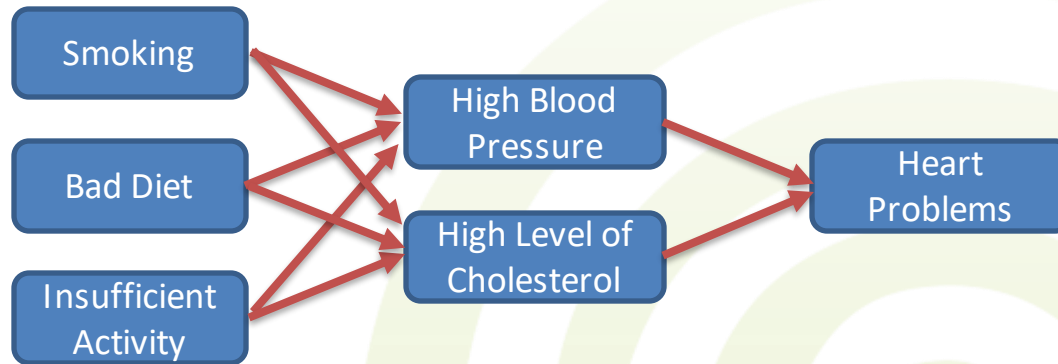 Smoking
Bad Diet
Insufficient
Activity
High Blood
Pressure
High Level of
Cholesterol
Heart
Problems